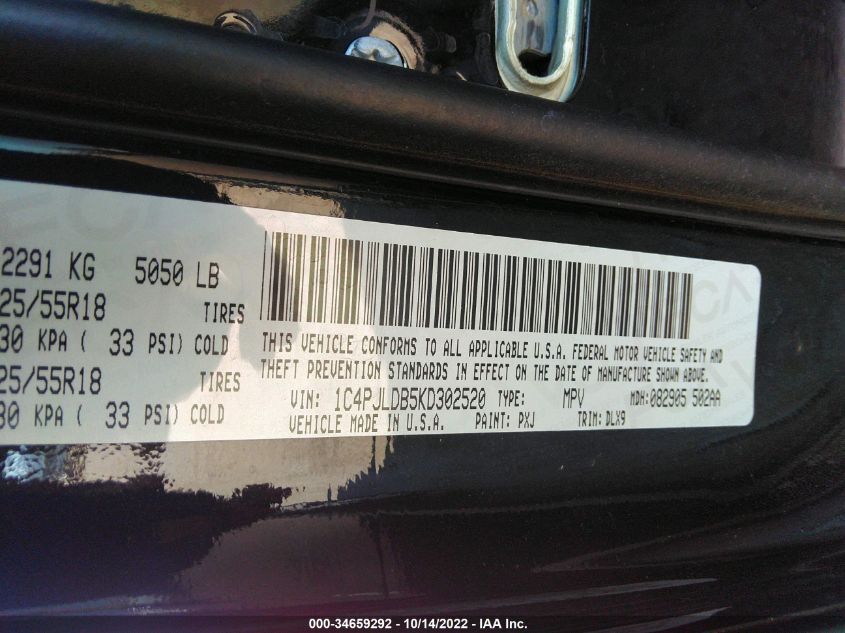 2291 KG 5050 LB
25/55R18 TIRES
30 KPA ( 33 PSI) COLD
25/55R18 TIRES
30 KPA ( 33 PSI) COLD
THIS VEHICLE CONFORMS TO ALL APPLICABLE U.S.A. FEDERAL MOTOR VEHICLE SAFETY AND
THEFT PREVENTION STANDARDS IN EFFECT ON THE DATE OF MANUFACTURE SHOWN ABOVE.
VIN: 1C4PJLDB5KD302520 TYPE: MPV MDH: 082905 502AA
VEHICLE MADE IN U.S.A. PAINT: PXJ TRIM: DLX9
000-34659292 - 10/14/2022 - IAA Inc.